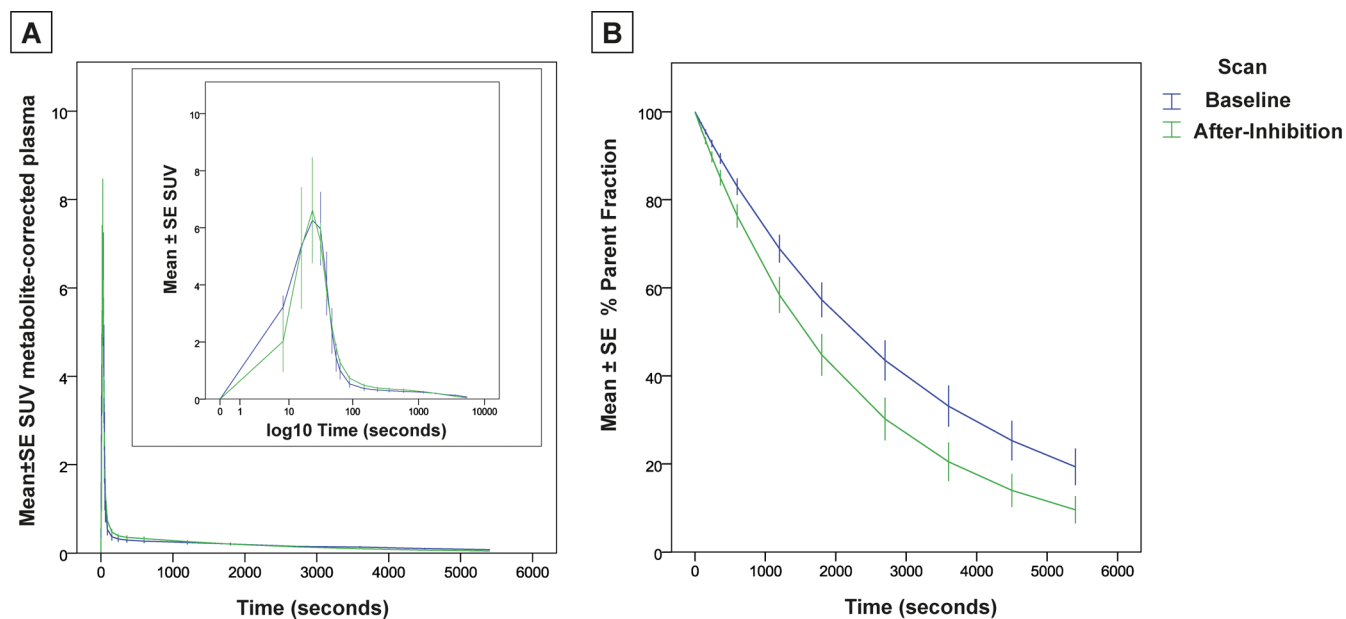 A
Mean±SE SUV metabolite-corrected plasma
10
8
6
4
2
0
0 1000 2000 3000 4000 5000 6000
Time (seconds)
Mean ± SE SUV
10
8
6
4
2
0
0 1 10 100 1000 10000
log10 Time (seconds)
B
Mean ± SE % Parent Fraction
100
80
60
40
20
0
0 1000 2000 3000 4000 5000 6000
Time (seconds)
Scan
Baseline
After-Inhibition